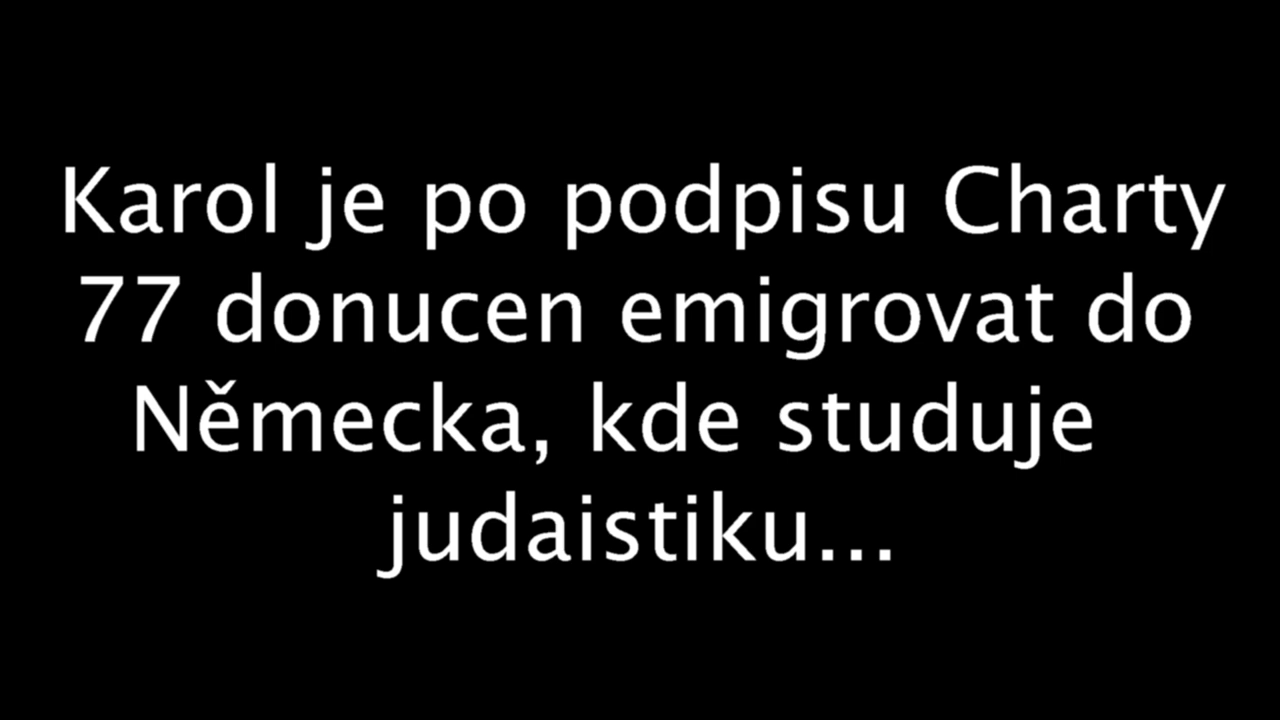 Karol je po podpisu Charty
77 donucen emigrovat do
Německa, kde studuje
judaistiku...